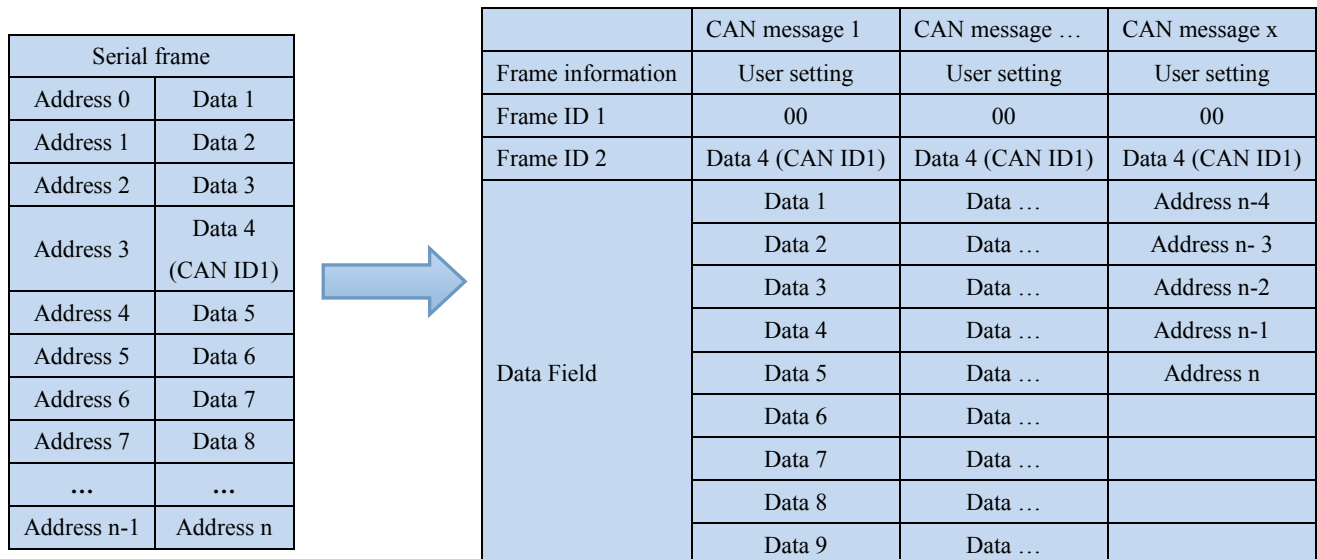 Serial frame
Address 0 Data 1
Address 1 Data 2
Address 2 Data 3
Address 3 Data 4 (CAN ID1)
Address 4 Data 5
Address 5 Data 6
Address 6 Data 7
Address 7 Data 8
… …
Address n-1 Address n
CAN message 1 CAN message … CAN message x
Frame information User setting User setting User setting
Frame ID 1 00 00 00
Frame ID 2 Data 4 (CAN ID1) Data 4 (CAN ID1) Data 4 (CAN ID1)
Data Field
Data 1 Data … Address n-4
Data 2 Data … Address n- 3
Data 3 Data … Address n-2
Data 4 Data … Address n-1
Data 5 Data … Address n
Data 6 Data …
Data 7 Data …
Data 8 Data …
Data 9 Data …